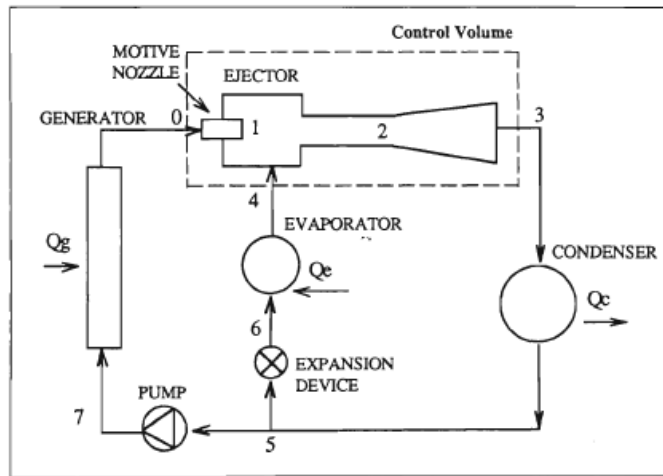 Control Volume
MOTIVE
NOZZLE
EJECTOR
GENERATOR
0
1
2
3
4
EVAPORATOR
CONDENSER
Qg
Qe
Qc
6
EXPANSION
DEVICE
PUMP
7
5